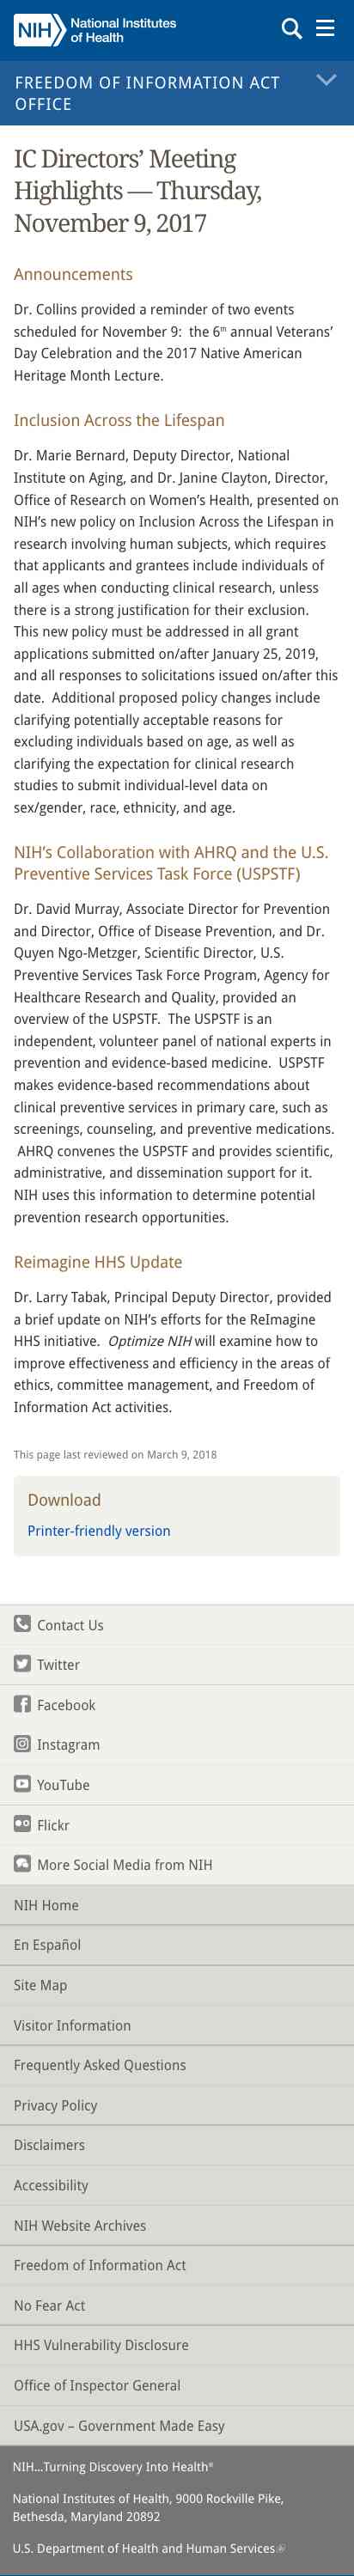 NIH National Institutes
of Health
FREEDOM OF INFORMATION ACT
OFFICE
IC Directors’ Meeting
Highlights — Thursday,
November 9, 2017
Announcements
Dr. Collins provided a reminder of two events
scheduled for November 9:  the 6th annual Veterans’
Day Celebration and the 2017 Native American
Heritage Month Lecture.
Inclusion Across the Lifespan
Dr. Marie Bernard, Deputy Director, National
Institute on Aging, and Dr. Janine Clayton, Director,
Office of Research on Women’s Health, presented on
NIH’s new policy on Inclusion Across the Lifespan in
research involving human subjects, which requires
that applicants and grantees include individuals of
all ages when conducting clinical research, unless
there is a strong justification for their exclusion.
This new policy must be addressed in all grant
applications submitted on/after January 25, 2019,
and all responses to solicitations issued on/after this
date.  Additional proposed policy changes include
clarifying potentially acceptable reasons for
excluding individuals based on age, as well as
clarifying the expectation for clinical research
studies to submit individual-level data on
sex/gender, race, ethnicity, and age.
NIH’s Collaboration with AHRQ and the U.S.
Preventive Services Task Force (USPSTF)
Dr. David Murray, Associate Director for Prevention
and Director, Office of Disease Prevention, and Dr.
Quyen Ngo-Metzger, Scientific Director, U.S.
Preventive Services Task Force Program, Agency for
Healthcare Research and Quality, provided an
overview of the USPSTF.  The USPSTF is an
independent, volunteer panel of national experts in
prevention and evidence-based medicine.  USPSTF
makes evidence-based recommendations about
clinical preventive services in primary care, such as
screenings, counseling, and preventive medications.
AHRQ convenes the USPSTF and provides scientific,
administrative, and dissemination support for it.
NIH uses this information to determine potential
prevention research opportunities.
Reimagine HHS Update
Dr. Larry Tabak, Principal Deputy Director, provided
a brief update on NIH’s efforts for the ReImagine
HHS initiative.  Optimize NIH will examine how to
improve effectiveness and efficiency in the areas of
ethics, committee management, and Freedom of
Information Act activities.
This page last reviewed on March 9, 2018
Download
Printer-friendly version
Contact Us
Twitter
Facebook
Instagram
YouTube
Flickr
More Social Media from NIH
NIH Home
En Español
Site Map
Visitor Information
Frequently Asked Questions
Privacy Policy
Disclaimers
Accessibility
NIH Website Archives
Freedom of Information Act
No Fear Act
HHS Vulnerability Disclosure
Office of Inspector General
USA.gov – Government Made Easy
NIH…Turning Discovery Into Health®
National Institutes of Health, 9000 Rockville Pike,
Bethesda, Maryland 20892
U.S. Department of Health and Human Services